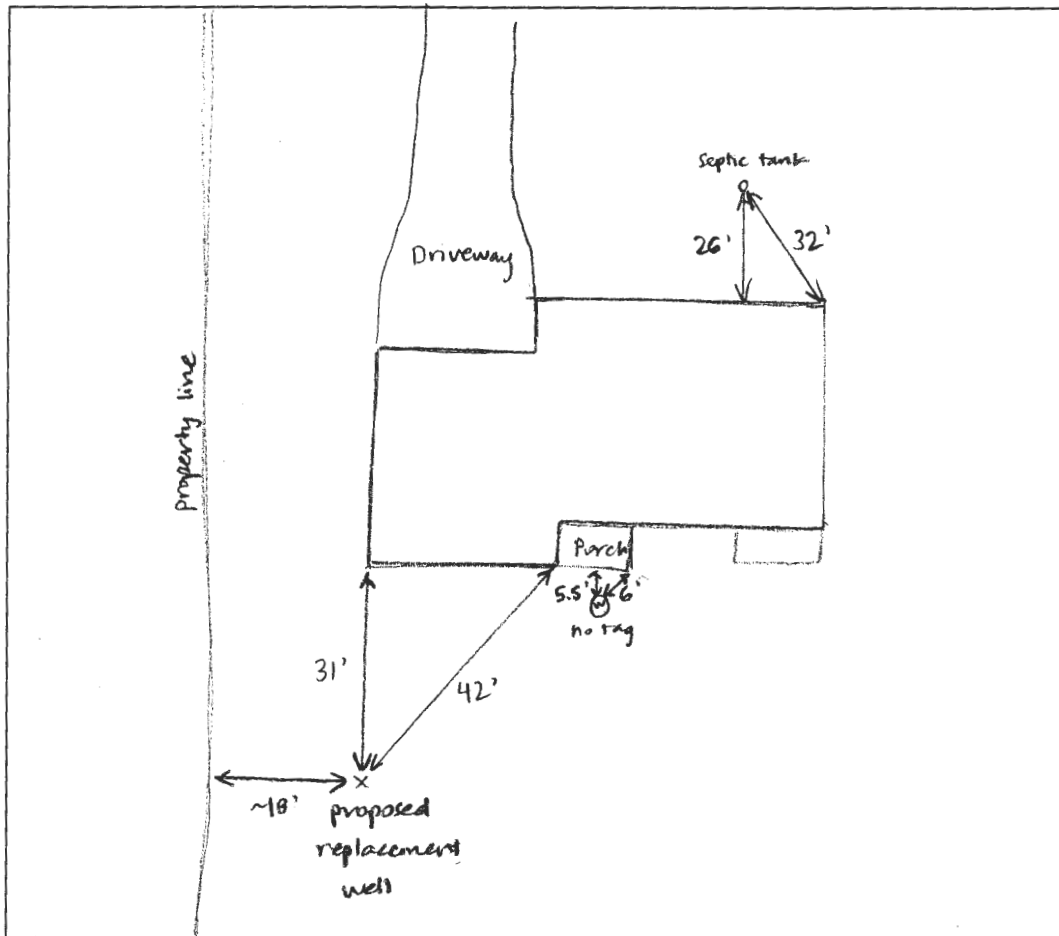 septic tank
26'
32'
Driveway
property line
Porch
5.5'
6'
W
no tag
31'
42'
~18'
proposed
replacement
well